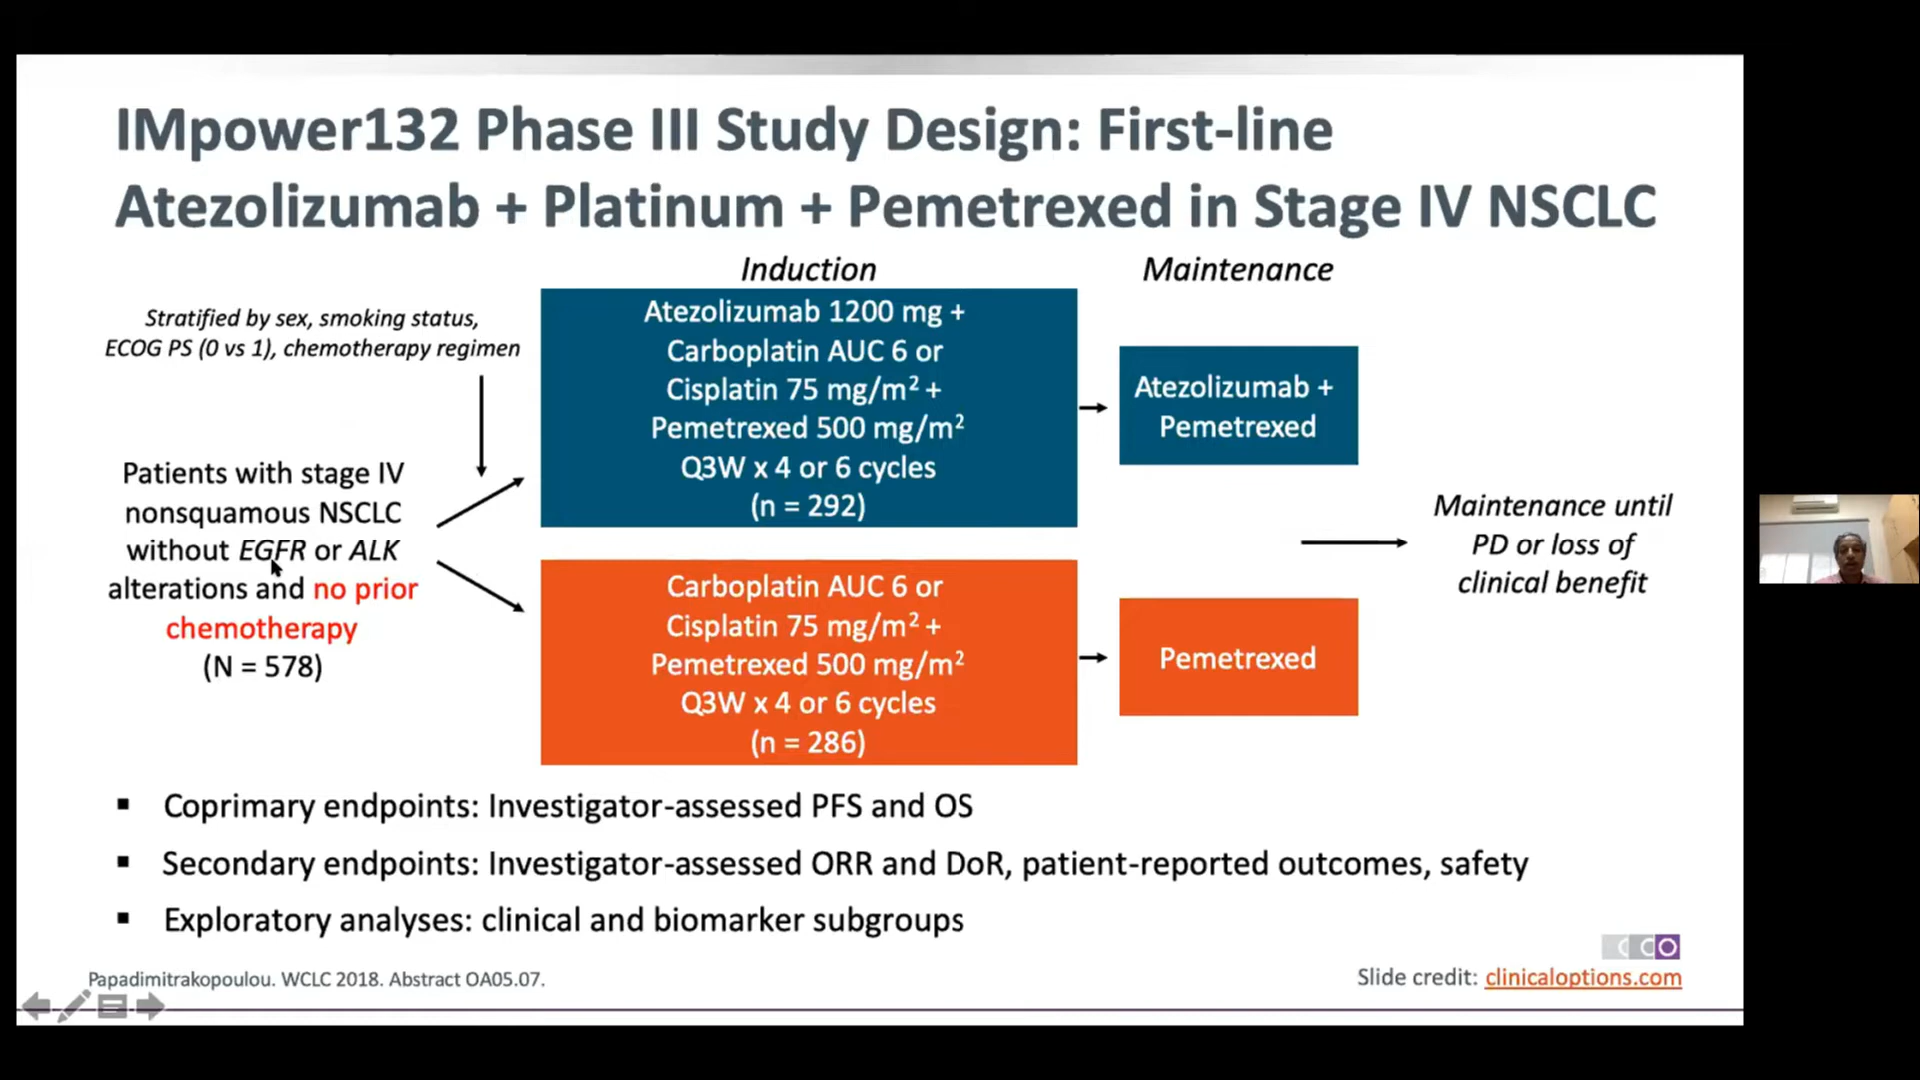 IMpower132 Phase III Study Design: First-line
Atezolizumab + Platinum + Pemetrexed in Stage IV NSCLC
Induction
Maintenance
Stratified by sex, smoking status,
ECOG PS (0 vs 1), chemotherapy regimen
Patients with stage IV
nonsquamous NSCLC
without EGFR or ALK
alterations and no prior
chemotherapy
(N = 578)
Atezolizumab 1200 mg +
Carboplatin AUC 6 or
Cisplatin 75 mg/m² +
Pemetrexed 500 mg/m²
Q3W x 4 or 6 cycles
(n = 292)
Atezolizumab +
Pemetrexed
Carboplatin AUC 6 or
Cisplatin 75 mg/m² +
Pemetrexed 500 mg/m²
Q3W x 4 or 6 cycles
(n = 286)
Pemetrexed
Maintenance until
PD or loss of
clinical benefit
▪ Coprimary endpoints: Investigator-assessed PFS and OS
▪ Secondary endpoints: Investigator-assessed ORR and DoR, patient-reported outcomes, safety
▪ Exploratory analyses: clinical and biomarker subgroups
CCO
Papadimitrakopoulou. WCLC 2018. Abstract OA05.07.
Slide credit: clinicaloptions.com